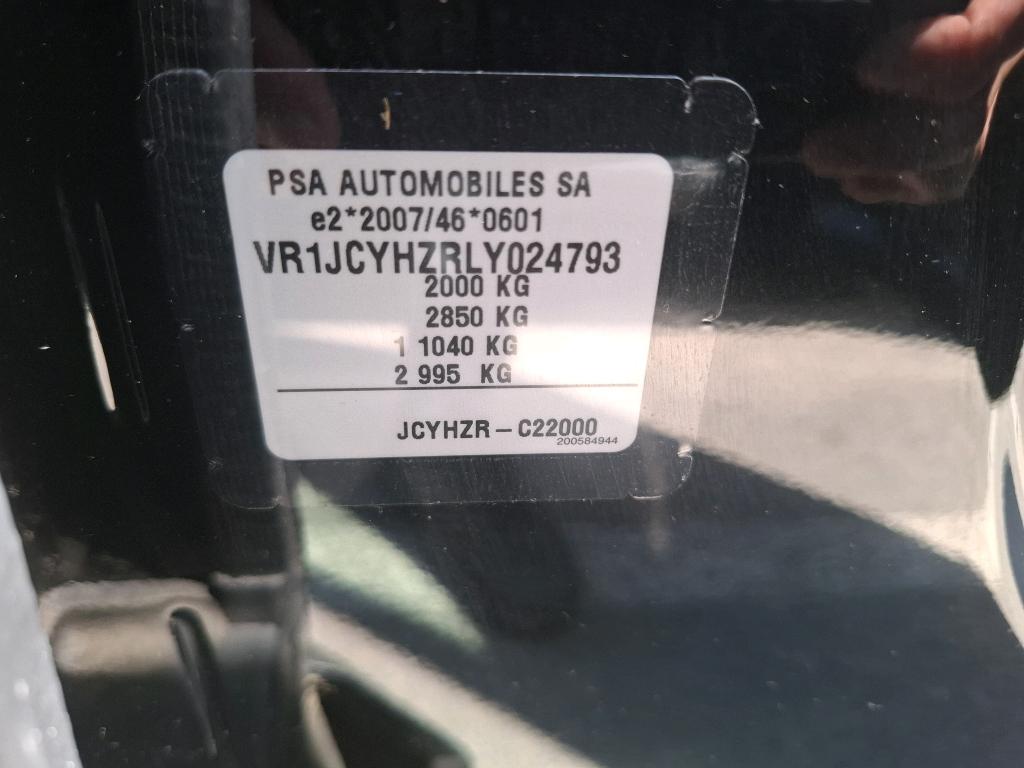 PSA AUTOMOBILES SA
e2*2007/46*0601
VR1JCYHZRLY024793
2000 KG
2850 KG
1 1040 KG
2 995 KG
JCYHZR – C22000
200584944